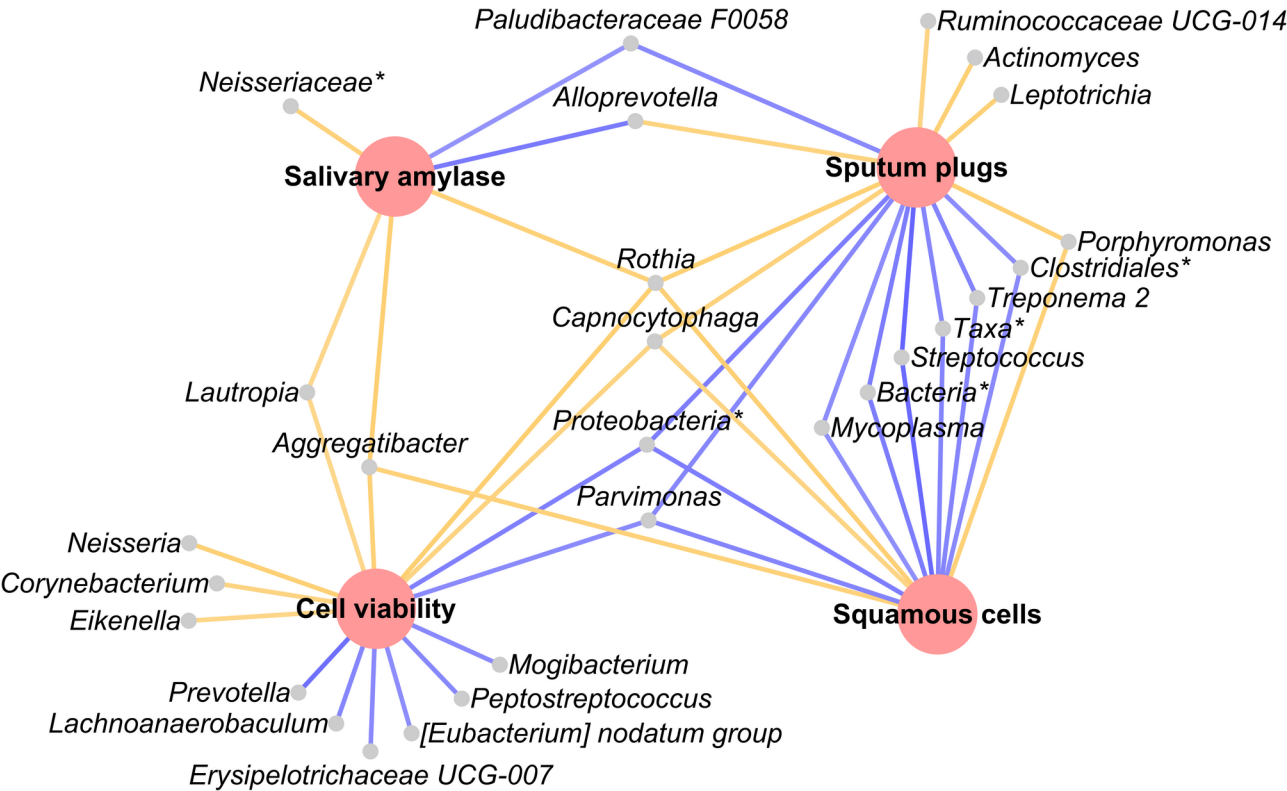 Paludibacteraceae F0058
Ruminococcaceae UCG-014
Actinomyces
Neisseriaceae*
Alloprevotella
Leptotrichia
Salivary amylase
Sputum plugs
Porphyromonas
Rothia
Clostridiales*
Treponema 2
Capnocytophaga
Taxa*
Streptococcus
Lautropia
Bacteria*
Proteobacteria*
Mycoplasma
Aggregatibacter
Parvimonas
Neisseria
Corynebacterium
Cell viability
Squamous cells
Eikenella
Mogibacterium
Prevotella
Peptostreptococcus
Lachnoanaerobaculum
[Eubacterium] nodatum group
Erysipelotrichaceae UCG-007